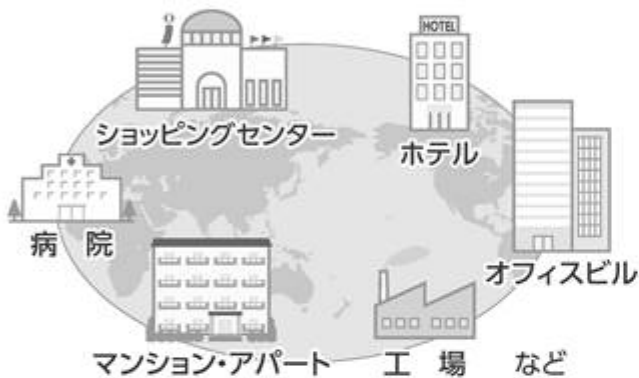 HOTEL
ショッピングセンター
ホテル
病 院
オフィスビル
マンション・アパート
工 場 など